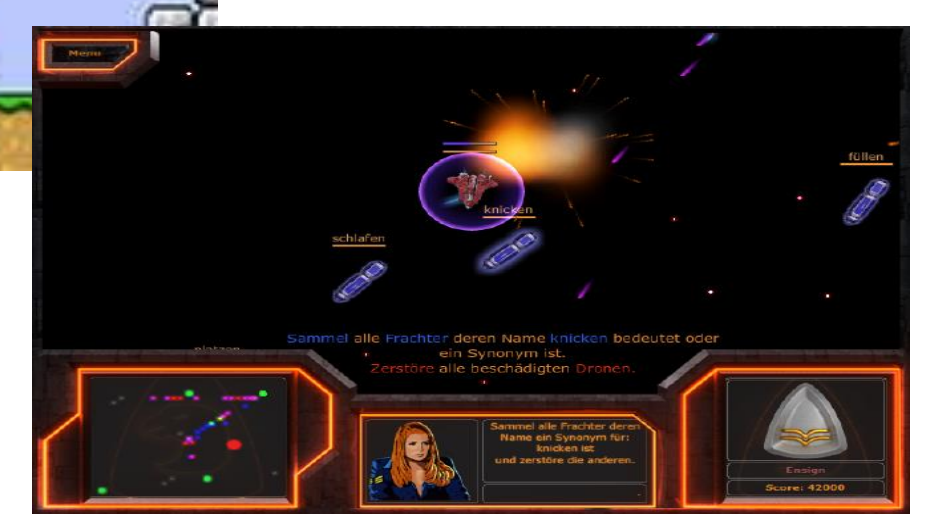 Menu
füllen
knicken
schlafen
Sammel alle Frachter deren Name knicken bedeutet oder
ein Synonym ist.
Zerstöre alle beschädigten Dronen.
Sammel alle Frachter deren
Name ein Synonym für:
knicken ist
und zerstöre die anderen.
Ensign
Score: 42000